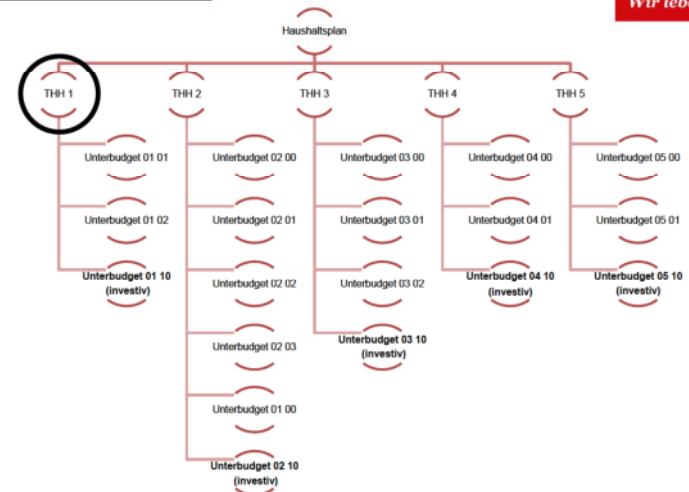 Wir lebe
Haushaltsplan
THH 1
THH 2
THH 3
THH 4
THH 5
Unterbudget 01 01
Unterbudget 02 00
Unterbudget 03 00
Unterbudget 04 00
Unterbudget 05 00
Unterbudget 01 02
Unterbudget 02 01
Unterbudget 03 01
Unterbudget 04 01
Unterbudget 05 01
Unterbudget 01 10
(investiv)
Unterbudget 02 02
Unterbudget 03 02
Unterbudget 04 10
(investiv)
Unterbudget 05 10
(investiv)
Unterbudget 02 03
Unterbudget 03 10
(investiv)
Unterbudget 01 00
Unterbudget 02 10
(investiv)